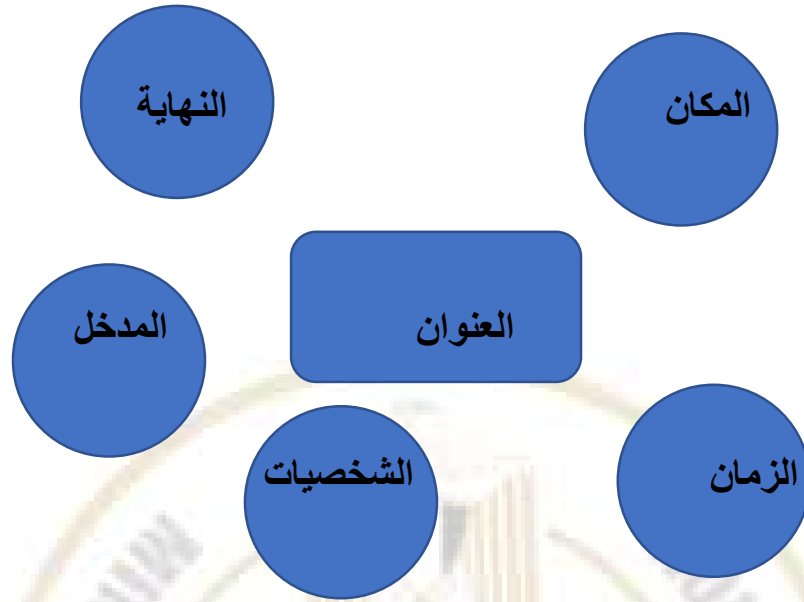 المكان
النهاية
العنوان
المدخل
الزمان
الشخصيات